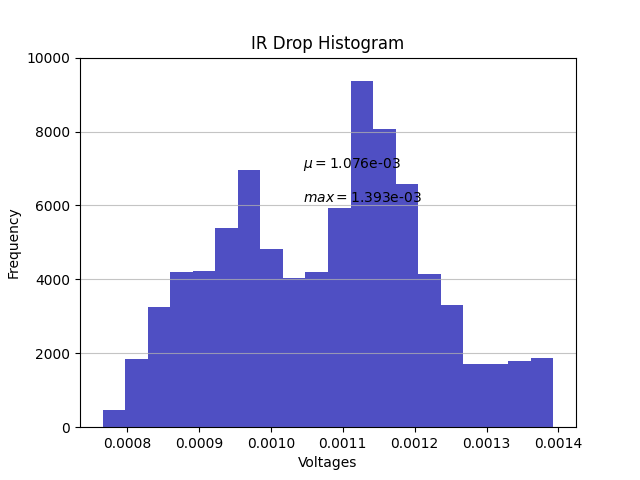 IR Drop Histogram
10000
8000
6000
4000
2000
0
Frequency
μ = 1.076e-03
max = 1.393e-03
0.0008 0.0009 0.0010 0.0011 0.0012 0.0013 0.0014
Voltages